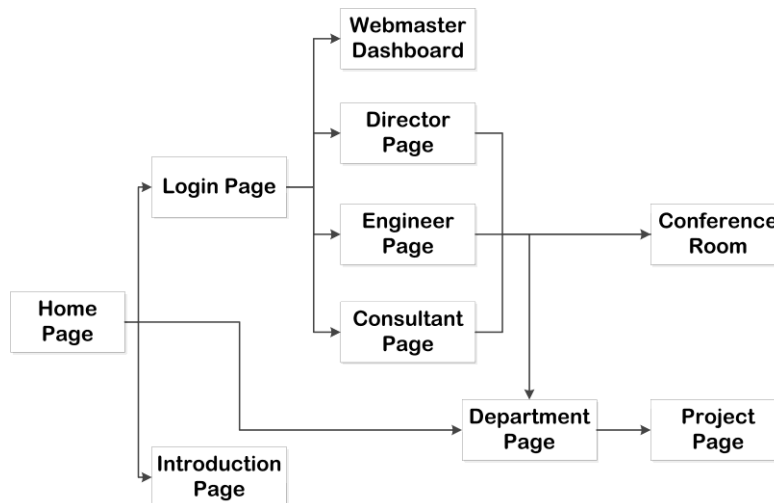 Webmaster
Dashboard
Director
Page
Login Page
Engineer
Page
Conference
Room
Home
Page
Consultant
Page
Department
Page
Project
Page
Introduction
Page